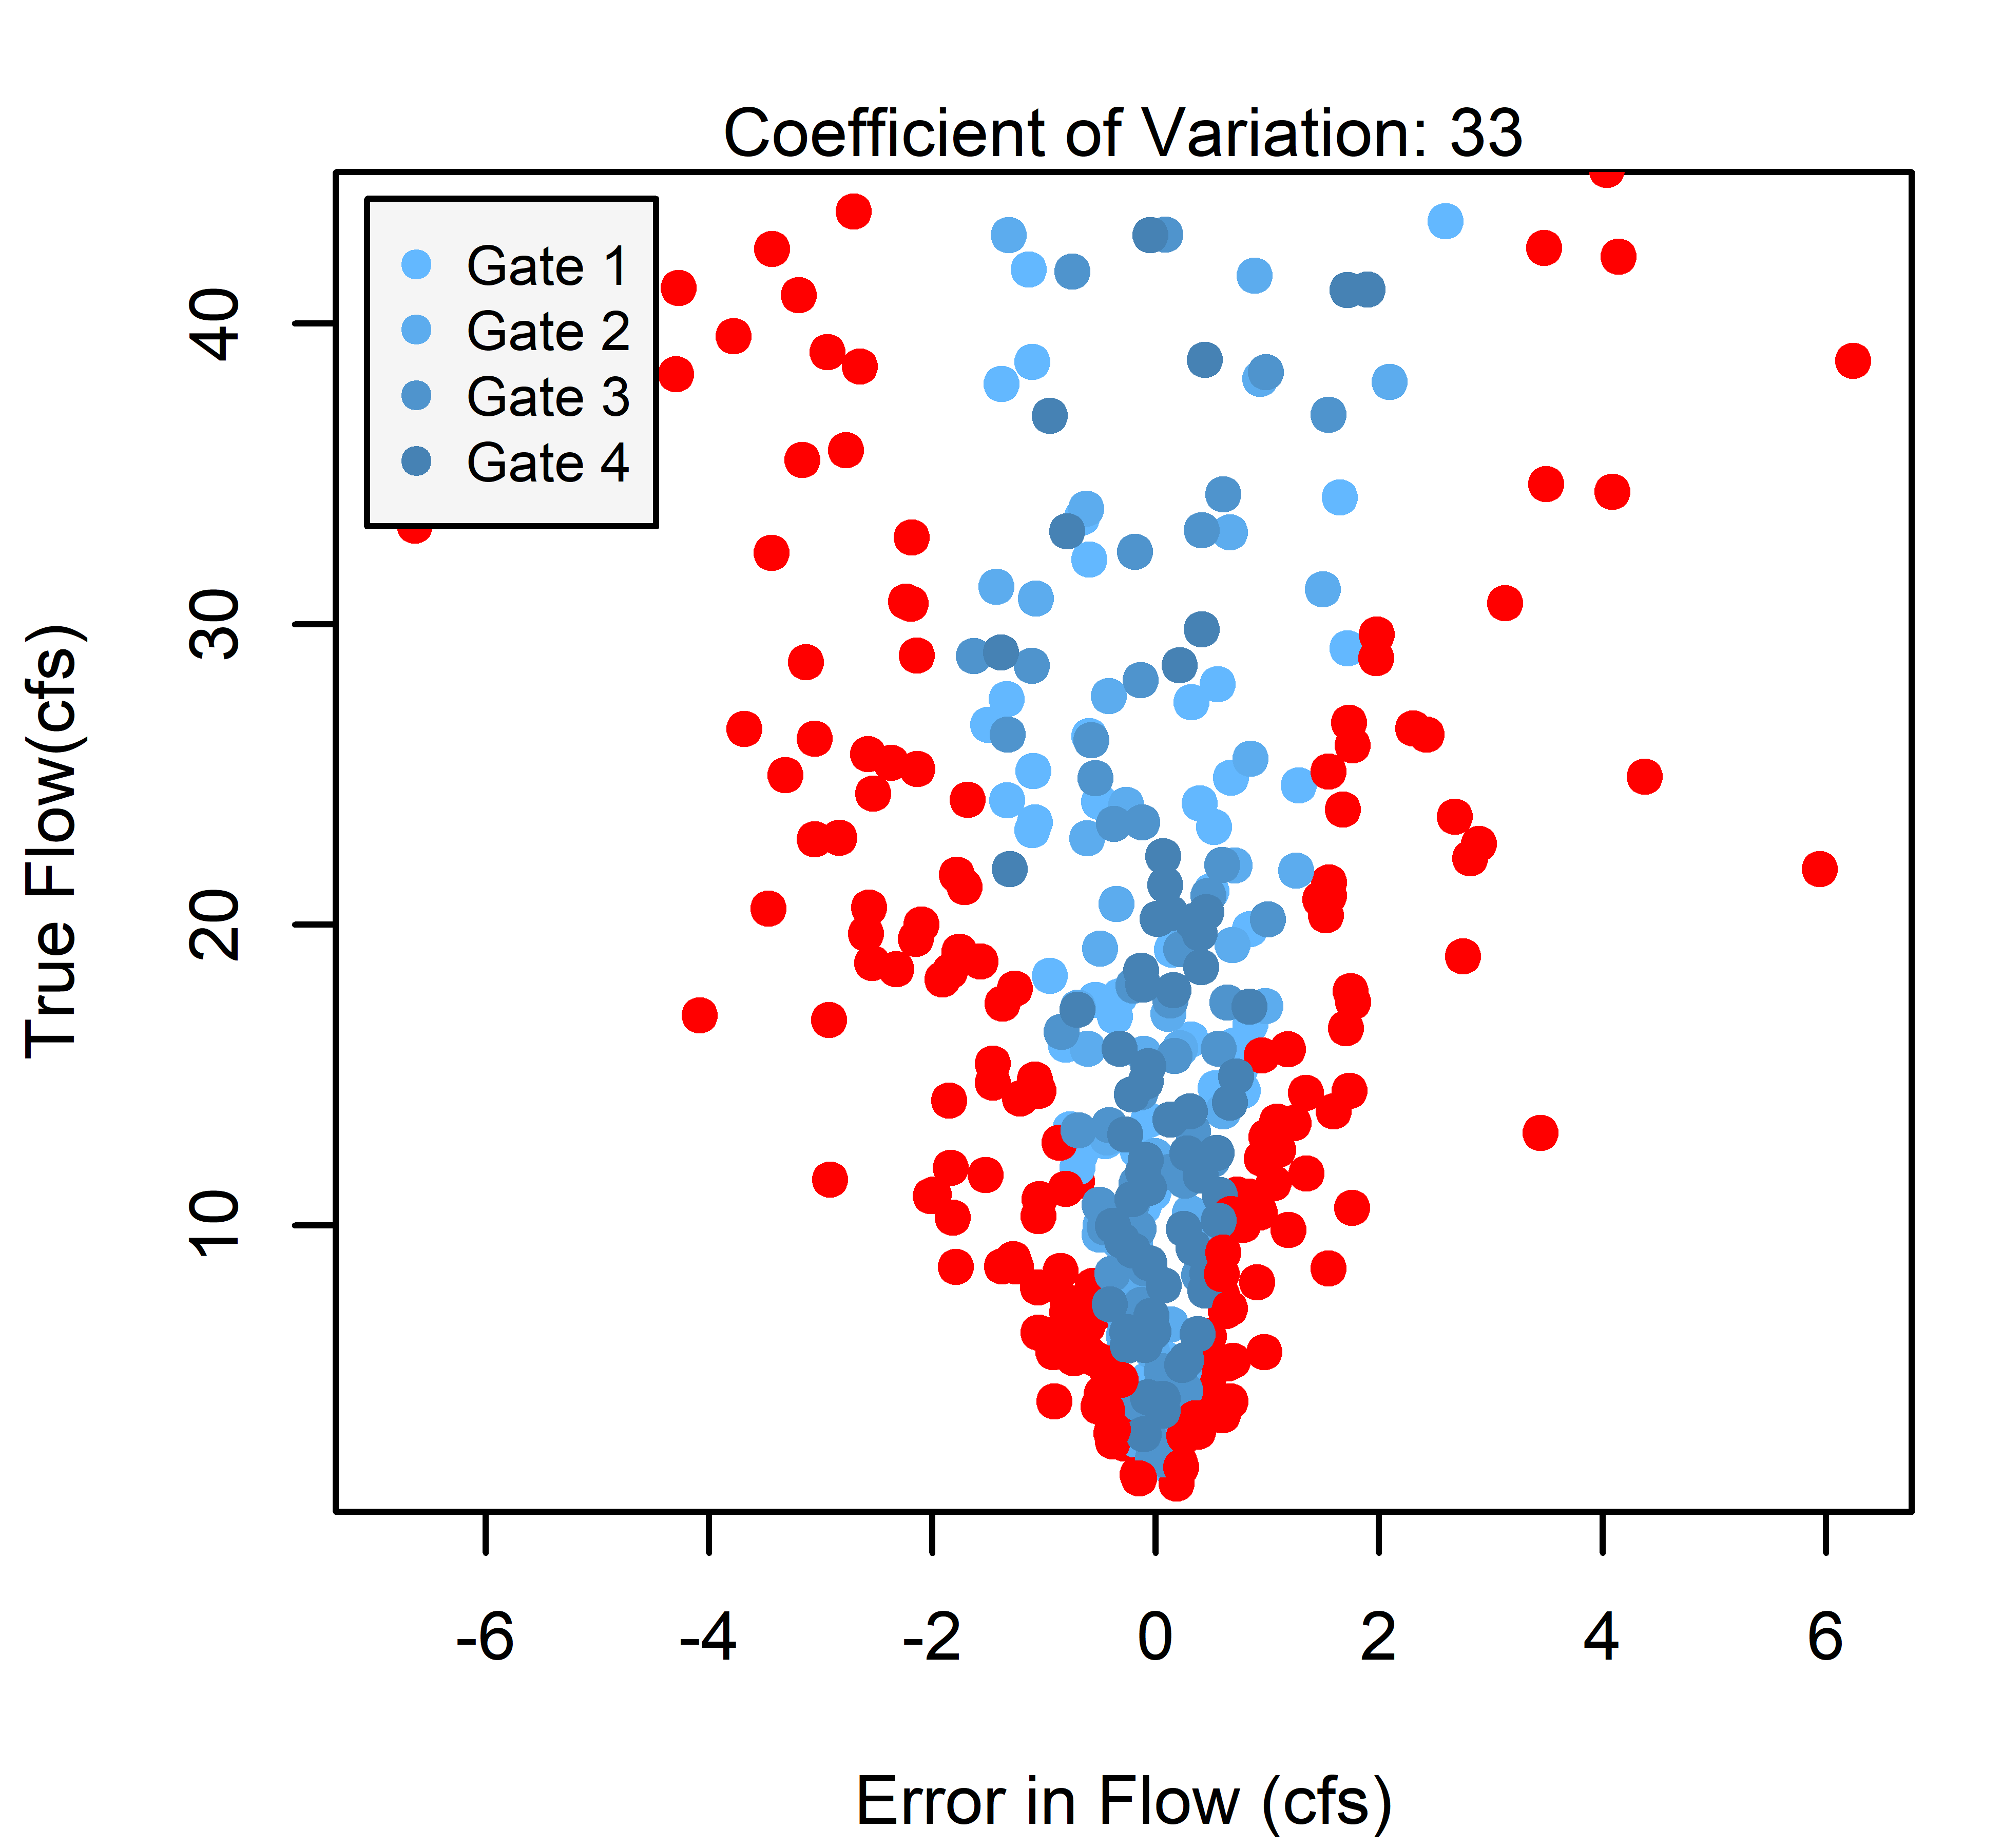 Coefficient of Variation: 33
Gate 1
Gate 2
Gate 3
Gate 4
True Flow(cfs)
40
30
20
10
-6 -4 -2 0 2 4 6
Error in Flow (cfs)